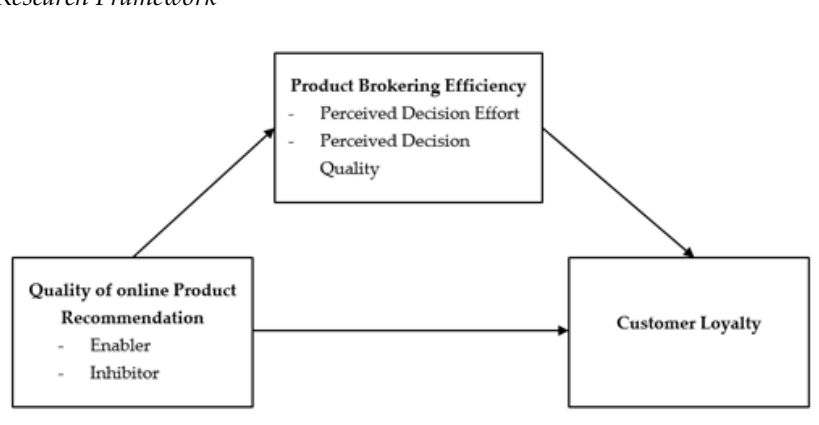 Research Framework
Product Brokering Efficiency
- Perceived Decision Effort
- Perceived Decision
Quality
Quality of online Product
Recommendation
- Enabler
- Inhibitor
Customer Loyalty